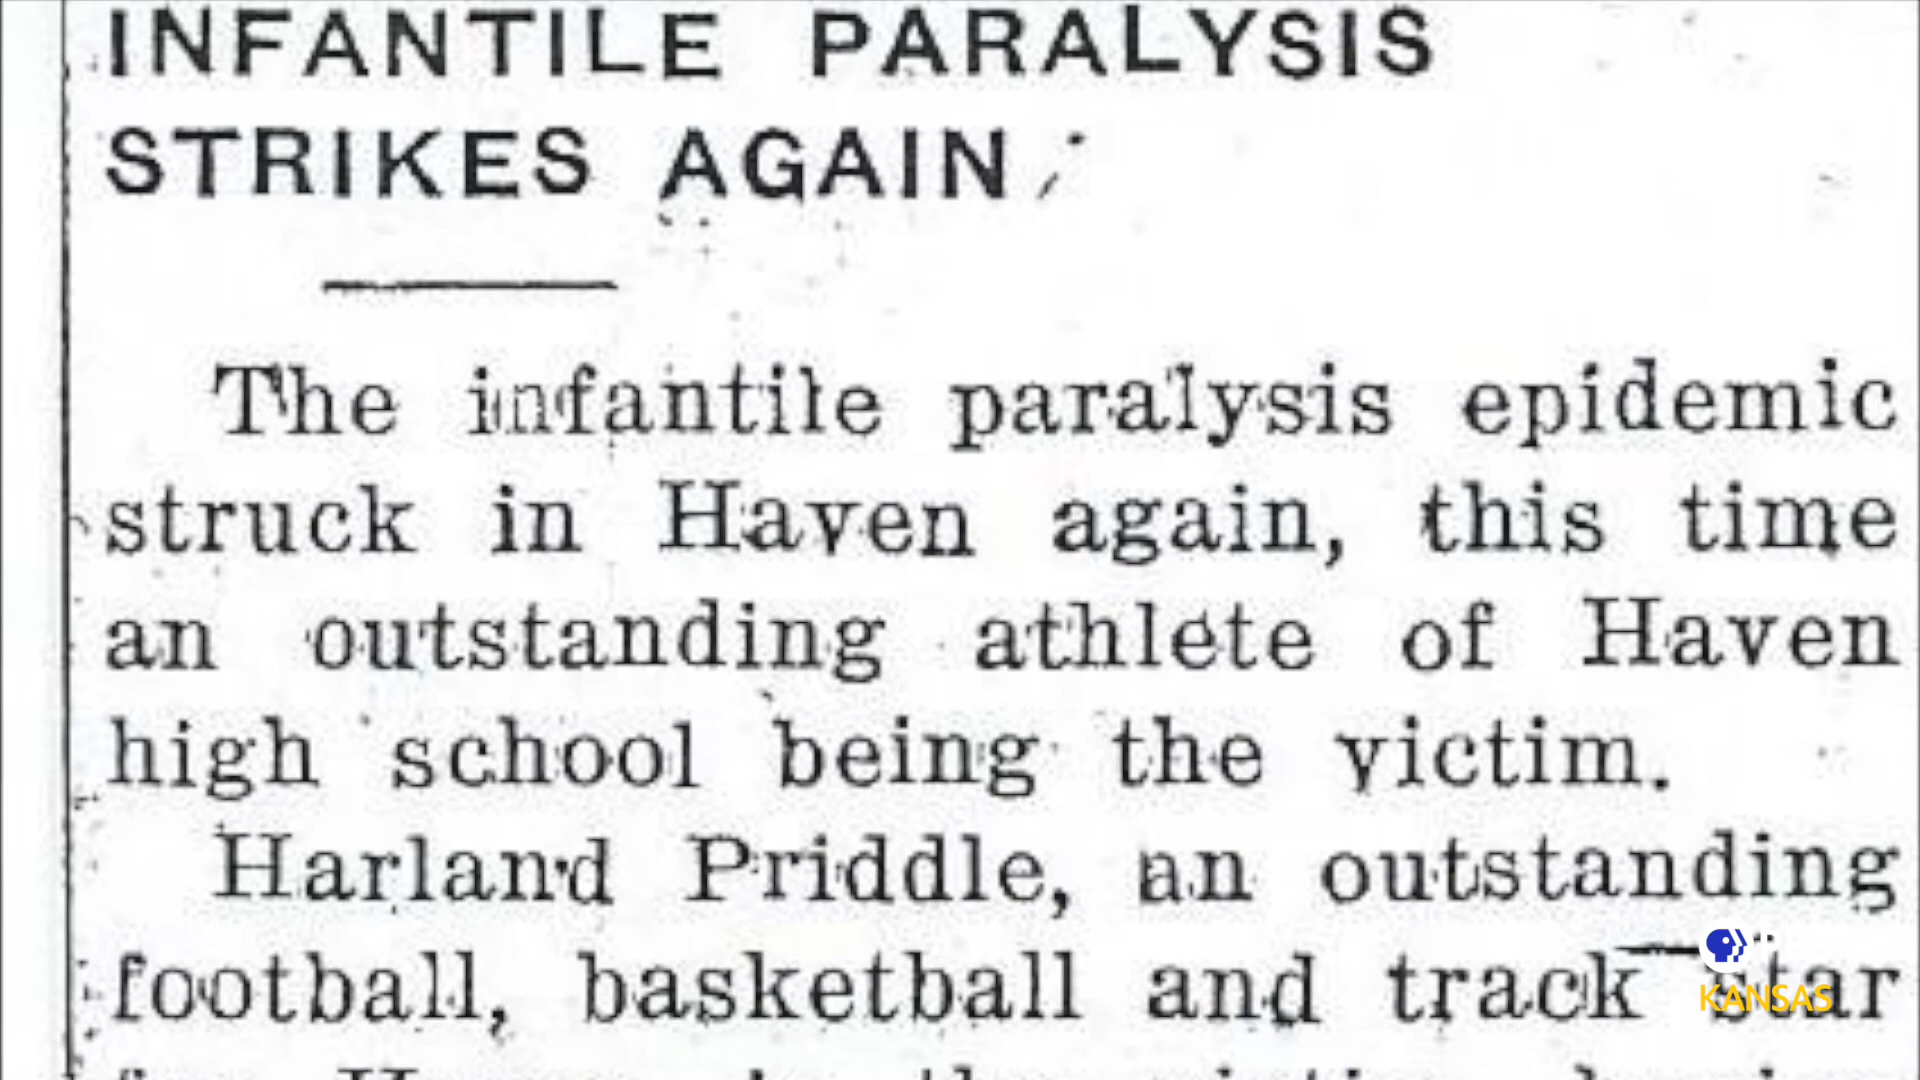 INFANTILE PARALYSIS
STRIKES AGAIN
The infantile paralysis epidemic
struck in Haven again, this time
an outstanding athlete of Haven
high school being the victim.
Harland Priddle, an outstanding
football, basketball and track star
KANSAS